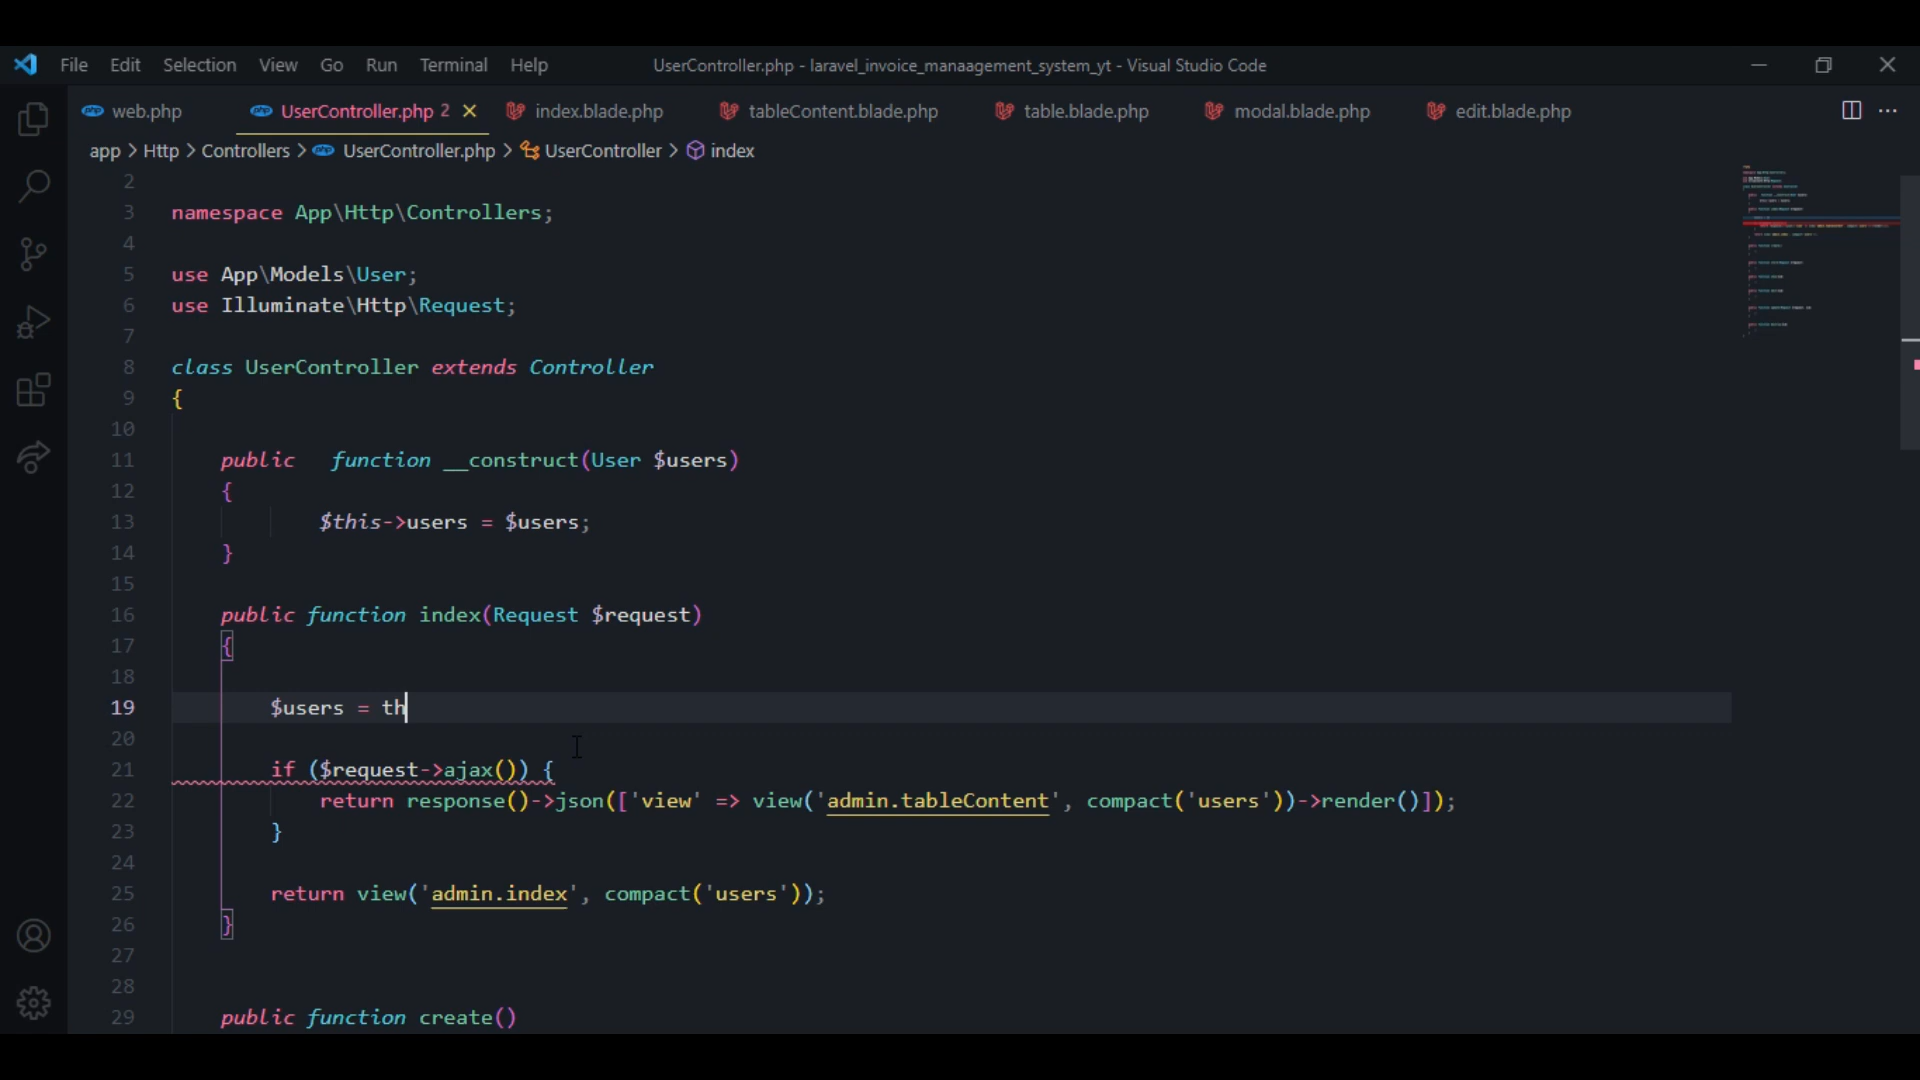 File Edit Selection View Go Run Terminal Help UserController.php - laravel_invoice_manaagement_system_yt - Visual Studio Code
web.php UserController.php 2 index.blade.php tableContent.blade.php table.blade.php modal.blade.php edit.blade.php
app > Http > Controllers > UserController.php > UserController > index
2
3 namespace App\Http\Controllers;
4
5 use App\Models\User;
6 use Illuminate\Http\Request;
7
8 class UserController extends Controller
9 {
10
11 public   function __construct(User $users)
12 {
13 $this->users = $users;
14 }
15
16 public function index(Request $request)
17 {
18
19 $users = th
20
21 if ($request->ajax()) {
22 return response()->json(['view' => view('admin.tableContent', compact('users'))->render()]);
23 }
24
25 return view('admin.index', compact('users'));
26 }
27
28
29 public function create()